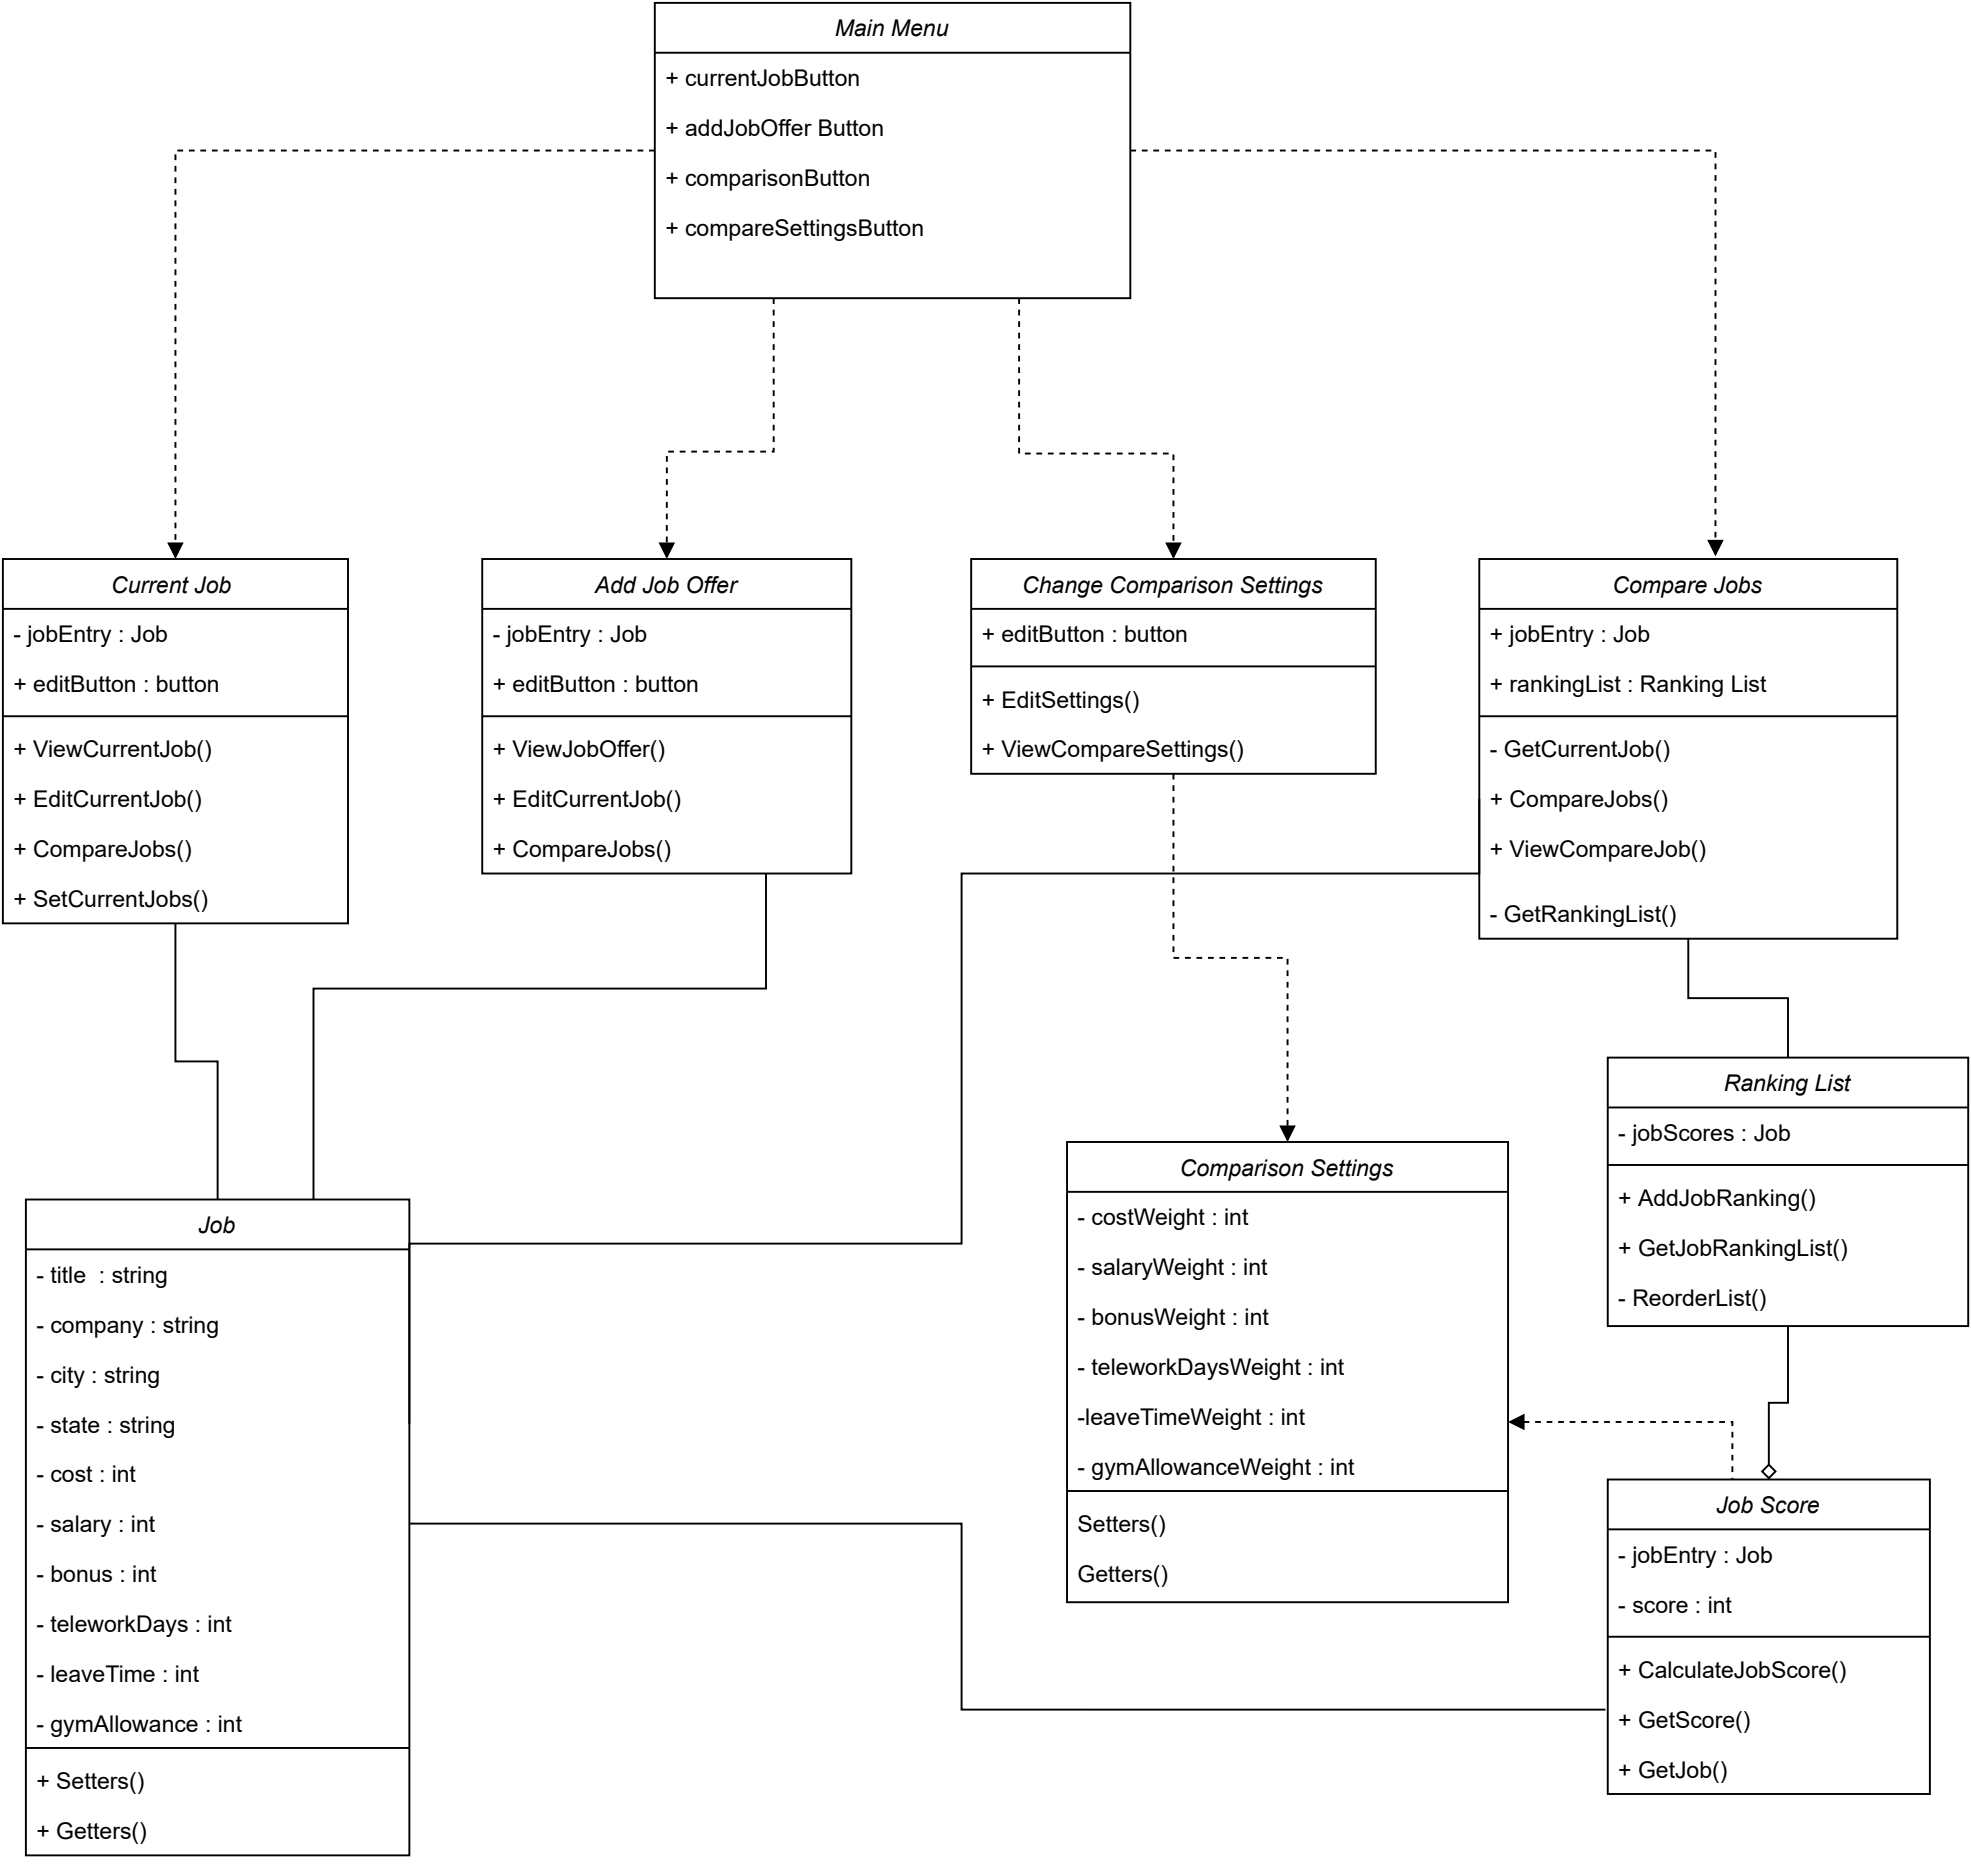 Main Menu
+ currentJobButton
+ addJobOffer Button
+ comparisonButton
+ compareSettingsButton
Current Job
- jobEntry : Job
+ editButton : button
+ ViewCurrentJob()
+ EditCurrentJob()
+ CompareJobs()
+ SetCurrentJobs()
Add Job Offer
- jobEntry : Job
+ editButton : button
+ ViewJobOffer()
+ EditCurrentJob()
+ CompareJobs()
Change Comparison Settings
+ editButton : button
+ EditSettings()
+ ViewCompareSettings()
Compare Jobs
+ jobEntry : Job
+ rankingList : Ranking List
- GetCurrentJob()
+ CompareJobs()
+ ViewCompareJob()
- GetRankingList()
Ranking List
- jobScores : Job
+ AddJobRanking()
+ GetJobRankingList()
- ReorderList()
Comparison Settings
- costWeight : int
- salaryWeight : int
- bonusWeight : int
- teleworkDaysWeight : int
-leaveTimeWeight : int
- gymAllowanceWeight : int
Setters()
Getters()
Job
- title  : string
- company : string
- city : string
- state : string
- cost : int
- salary : int
- bonus : int
- teleworkDays : int
- leaveTime : int
- gymAllowance : int
+ Setters()
+ Getters()
Job Score
- jobEntry : Job
- score : int
+ CalculateJobScore()
+ GetScore()
+ GetJob()